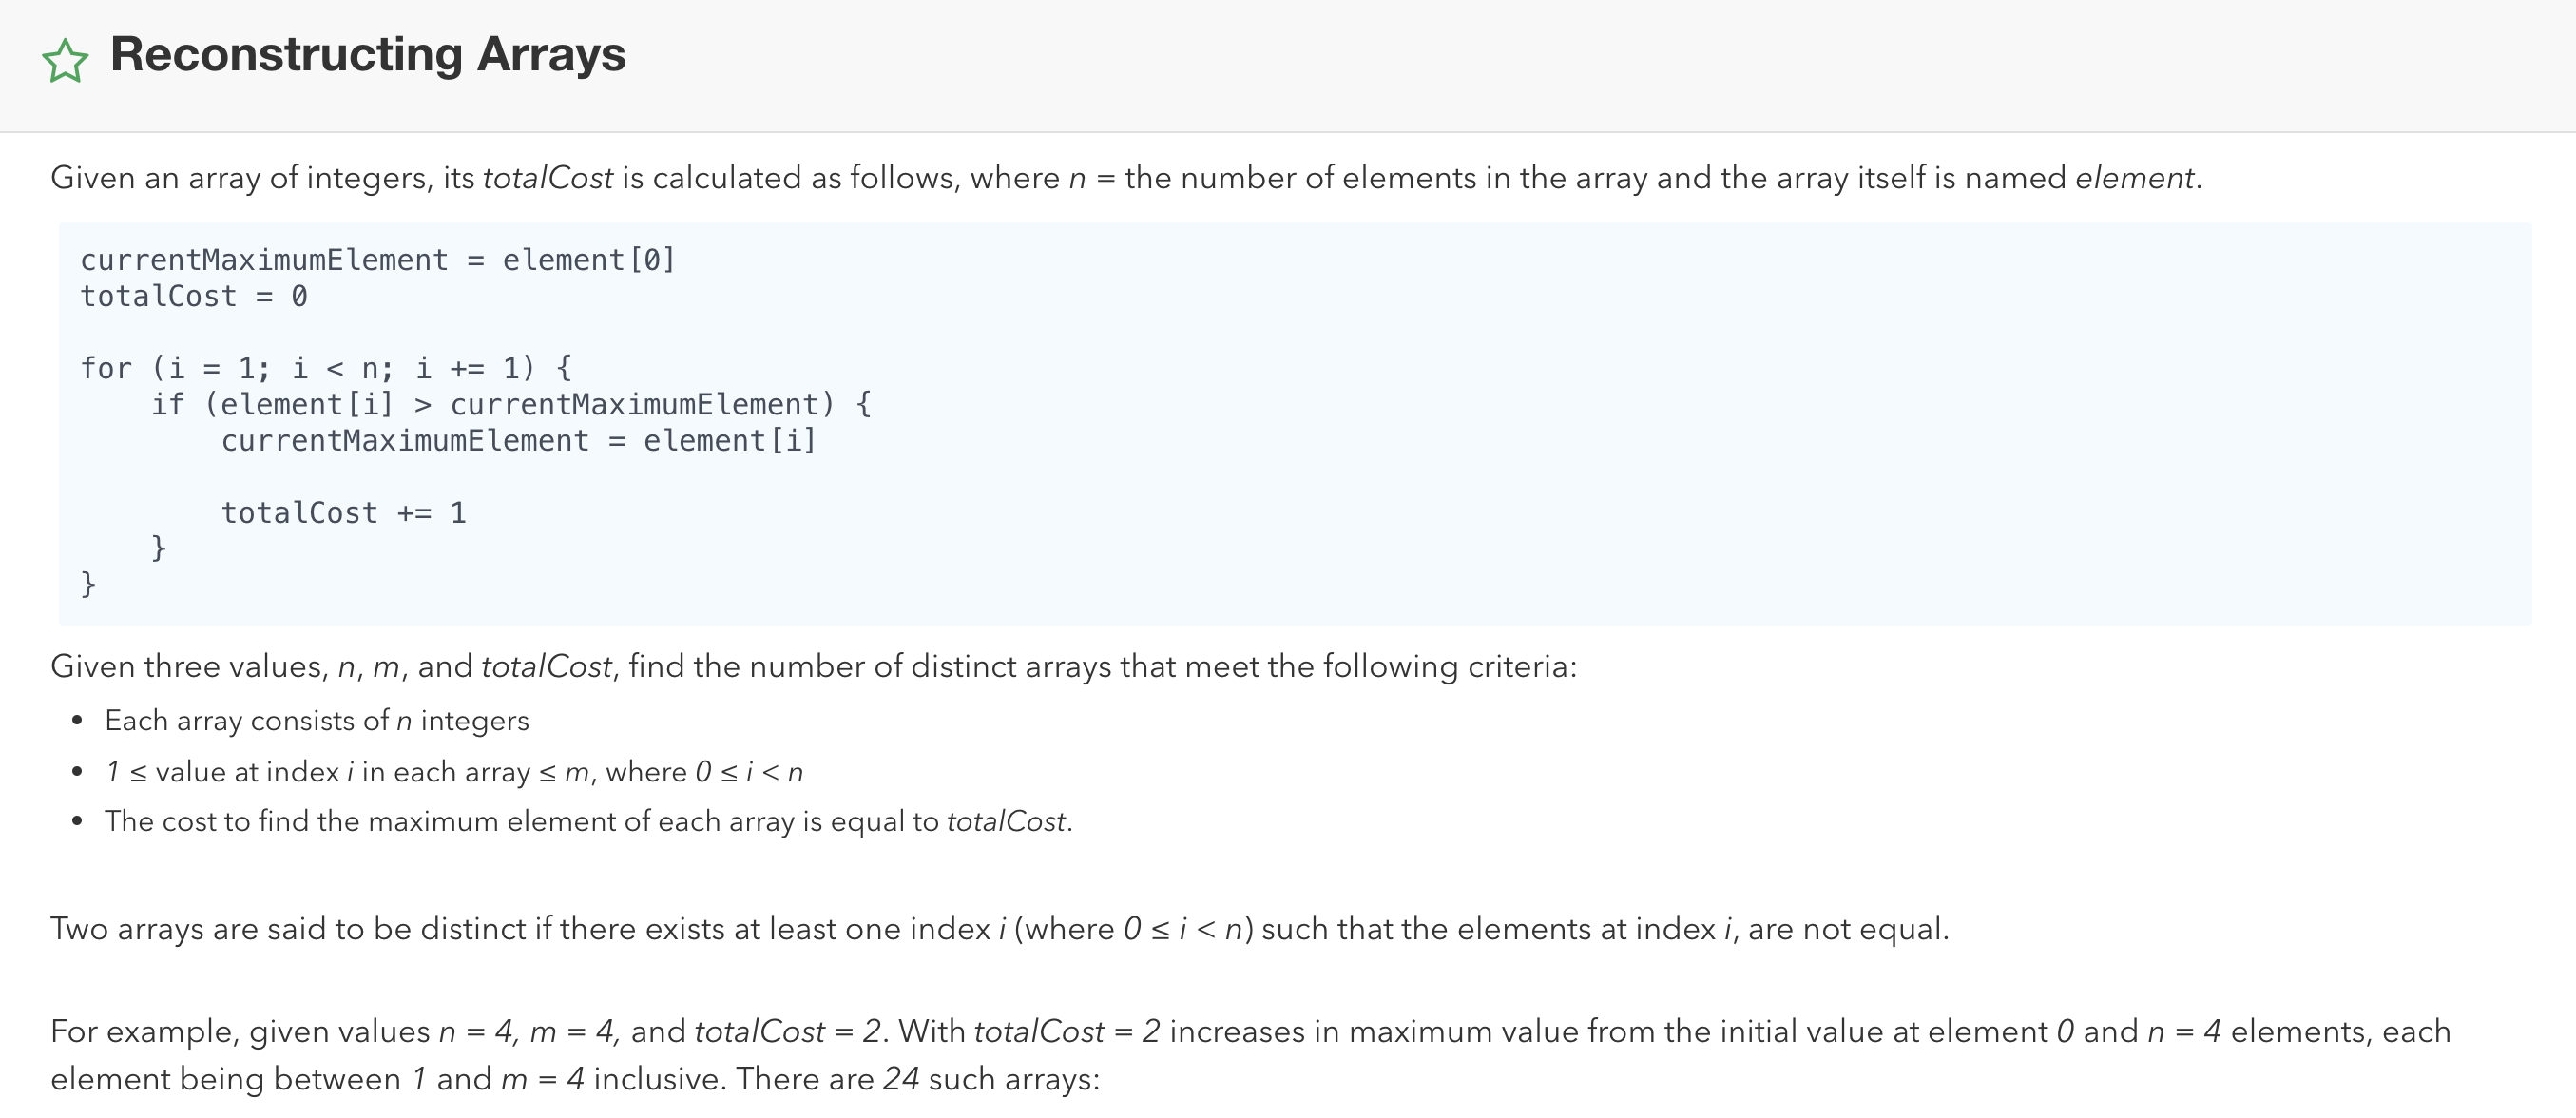 Reconstructing Arrays
Given an array of integers, its totalCost is calculated as follows, where n = the number of elements in the array and the array itself is named element.
currentMaximumElement = element[0]
totalCost = 0
for (i = 1; i < n; i += 1) {
    if (element[i] > currentMaximumElement) {
        currentMaximumElement = element[i]
        totalCost += 1
    }
}
Given three values, n, m, and totalCost, find the number of distinct arrays that meet the following criteria:
• Each array consists of n integers
• 1 ≤ value at index i in each array ≤ m, where 0 ≤ i < n
• The cost to find the maximum element of each array is equal to totalCost.
Two arrays are said to be distinct if there exists at least one index i (where 0 ≤ i < n) such that the elements at index i, are not equal.
For example, given values n = 4, m = 4, and totalCost = 2. With totalCost = 2 increases in maximum value from the initial value at element 0 and n = 4 elements, each
element being between 1 and m = 4 inclusive. There are 24 such arrays: